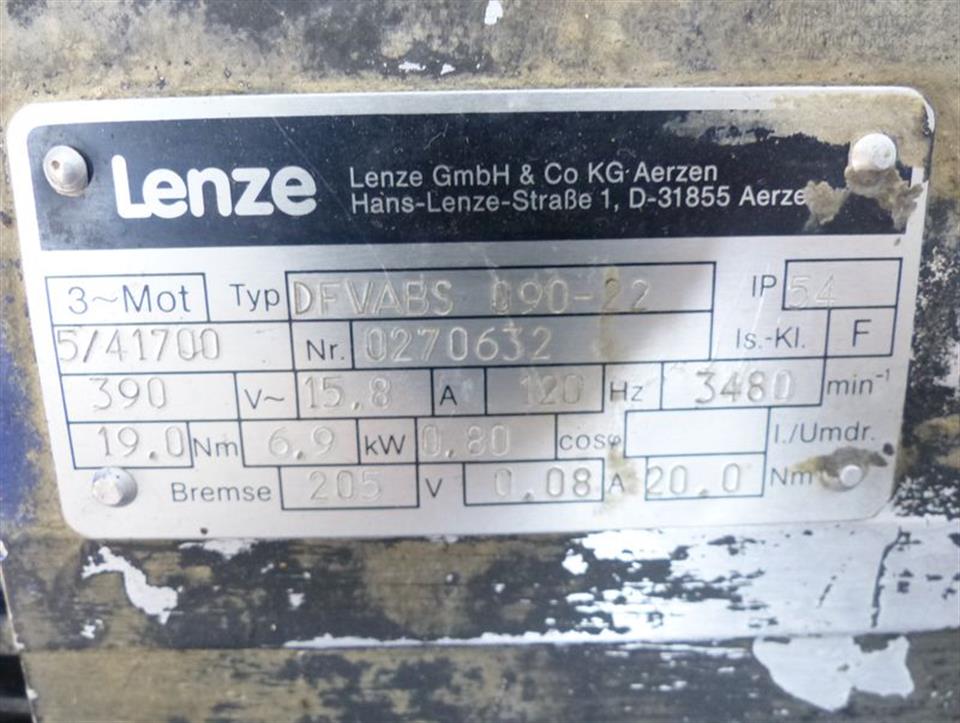 Lenze
Lenze GmbH & Co KG Aerzen
Hans-Lenze-Straße 1, D-31855 Aerze
3~Mot Typ DFVABS 090-22 IP 54
5/41700 Nr. 0270632 Is.-Kl. F
390 V~ 15,8 A 120 Hz 3480 min⁻¹
19.0 Nm 6,9 kW 0,80 cosφ I./Umdr.
Bremse 205 V 0,08 A 20.0 Nm